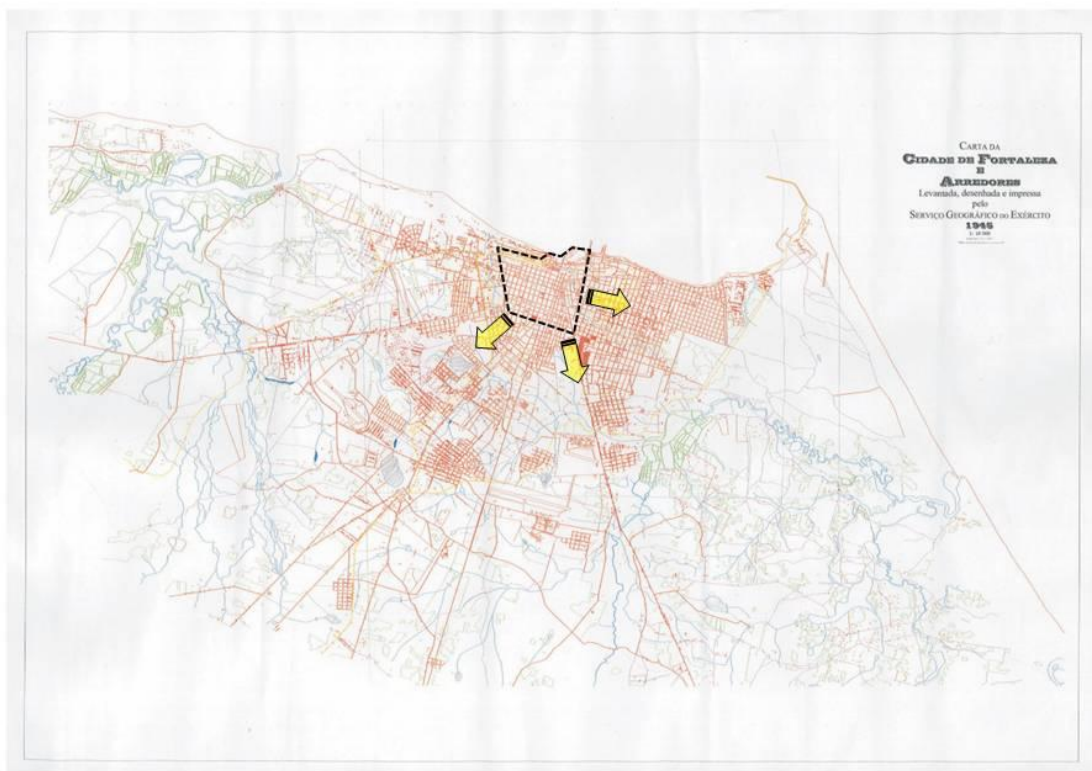 CARTA DA
CIDADE DE FORTALEZA
E
ARREDORES
Levantada, desenhada e impressa
pelo
SERVIÇO GEOGRÁFICO DO EXÉRCITO
1945